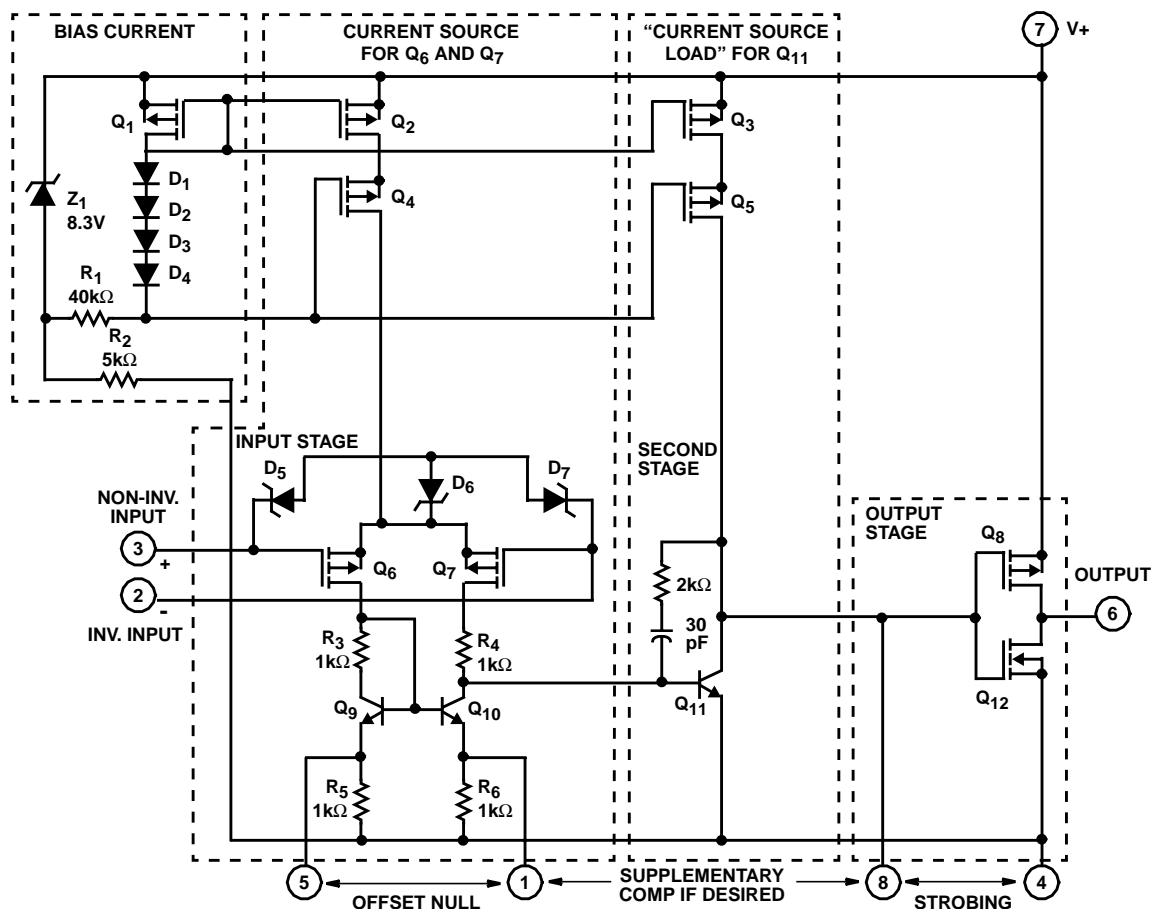 BIAS CURRENT
CURRENT SOURCE
FOR Q6 AND Q7
“CURRENT SOURCE
LOAD” FOR Q11
7
V+
Q1
Q2
Q3
D1
D2
D3
D4
Z1
8.3V
Q4
Q5
R1
40kΩ
R2
5kΩ
INPUT STAGE
SECOND
STAGE
D5
D6
D7
NON-INV.
INPUT
3
+
2
-
INV. INPUT
Q6
Q7
OUTPUT
STAGE
Q8
OUTPUT
6
2kΩ
30
pF
R3
1kΩ
R4
1kΩ
Q9
Q10
Q11
Q12
R5
1kΩ
R6
1kΩ
5
OFFSET NULL
1
SUPPLEMENTARY
COMP IF DESIRED
8
STROBING
4